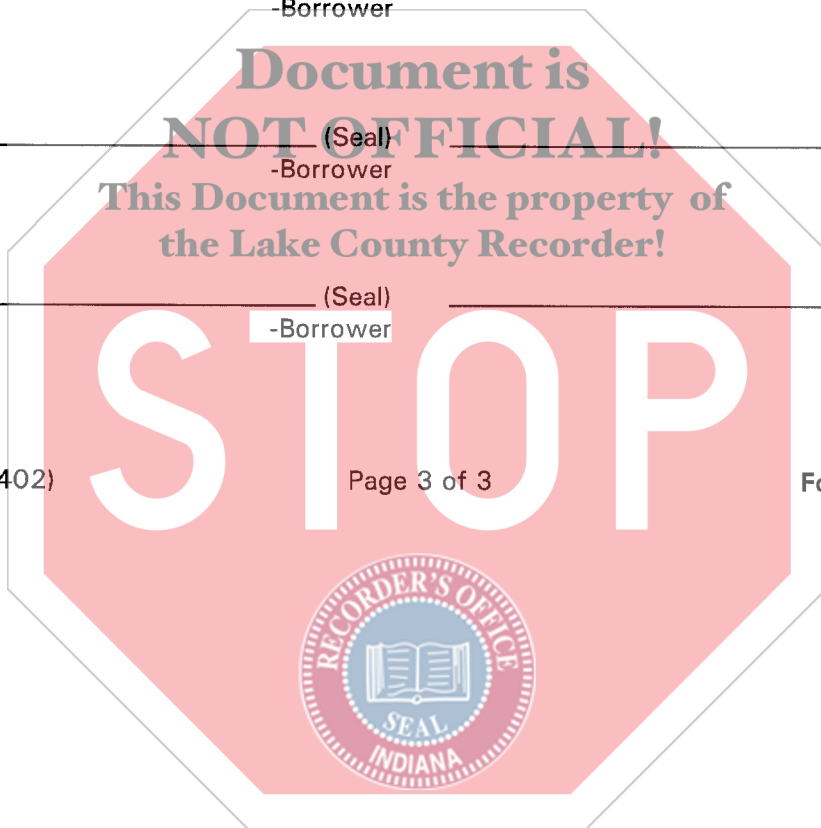 -Borrower
Document is
NOT OFFICIAL!
(Seal)
-Borrower
This Document is the property of
the Lake County Recorder!
(Seal)
-Borrower
STOP
402) Page 3 of 3
RECORDER'S OFFICE
SEAL
INDIANA